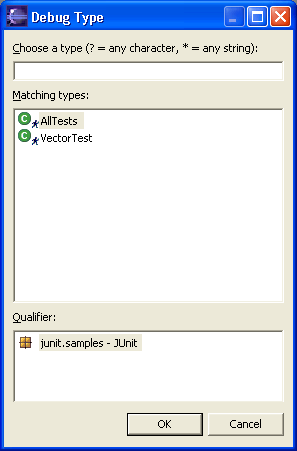 Debug Type
Choose a type (? = any character, * = any string):
Matching types:
C AllTests
C VectorTest
Qualifier:
junit.samples - JUnit
OK Cancel